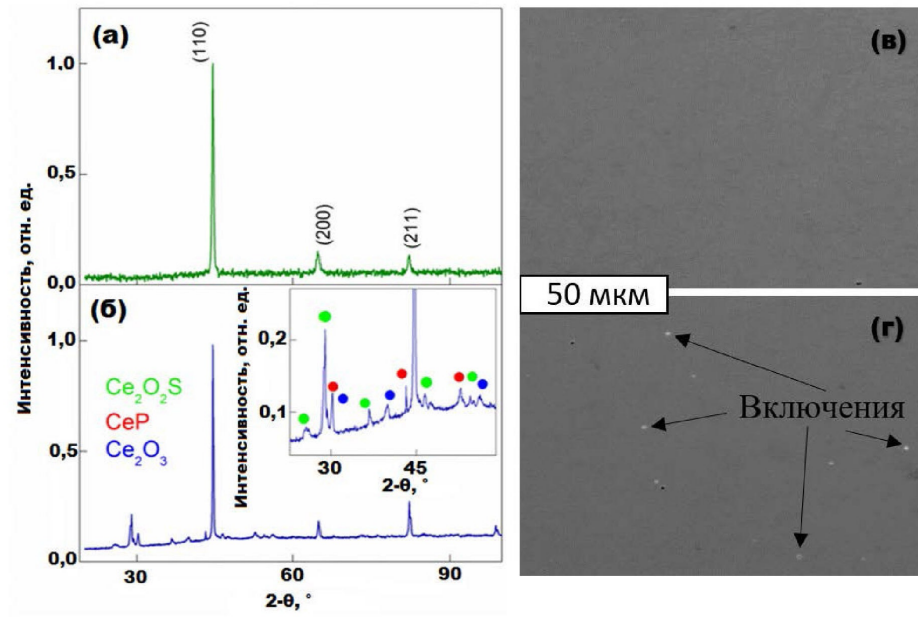 (а)
(110)
(200)
(211)
1.0
0,5
0,0
Интенсивность, отн. ед.
(б)
1,0
0,5
0,0
Ce₂O₂S
CeP
Ce₂O₃
Интенсивность, отн. ед.
0,2
0,1
30 45
2-θ, °
30 60 90
2-θ, °
(в)
50 мкм
(г)
Включения